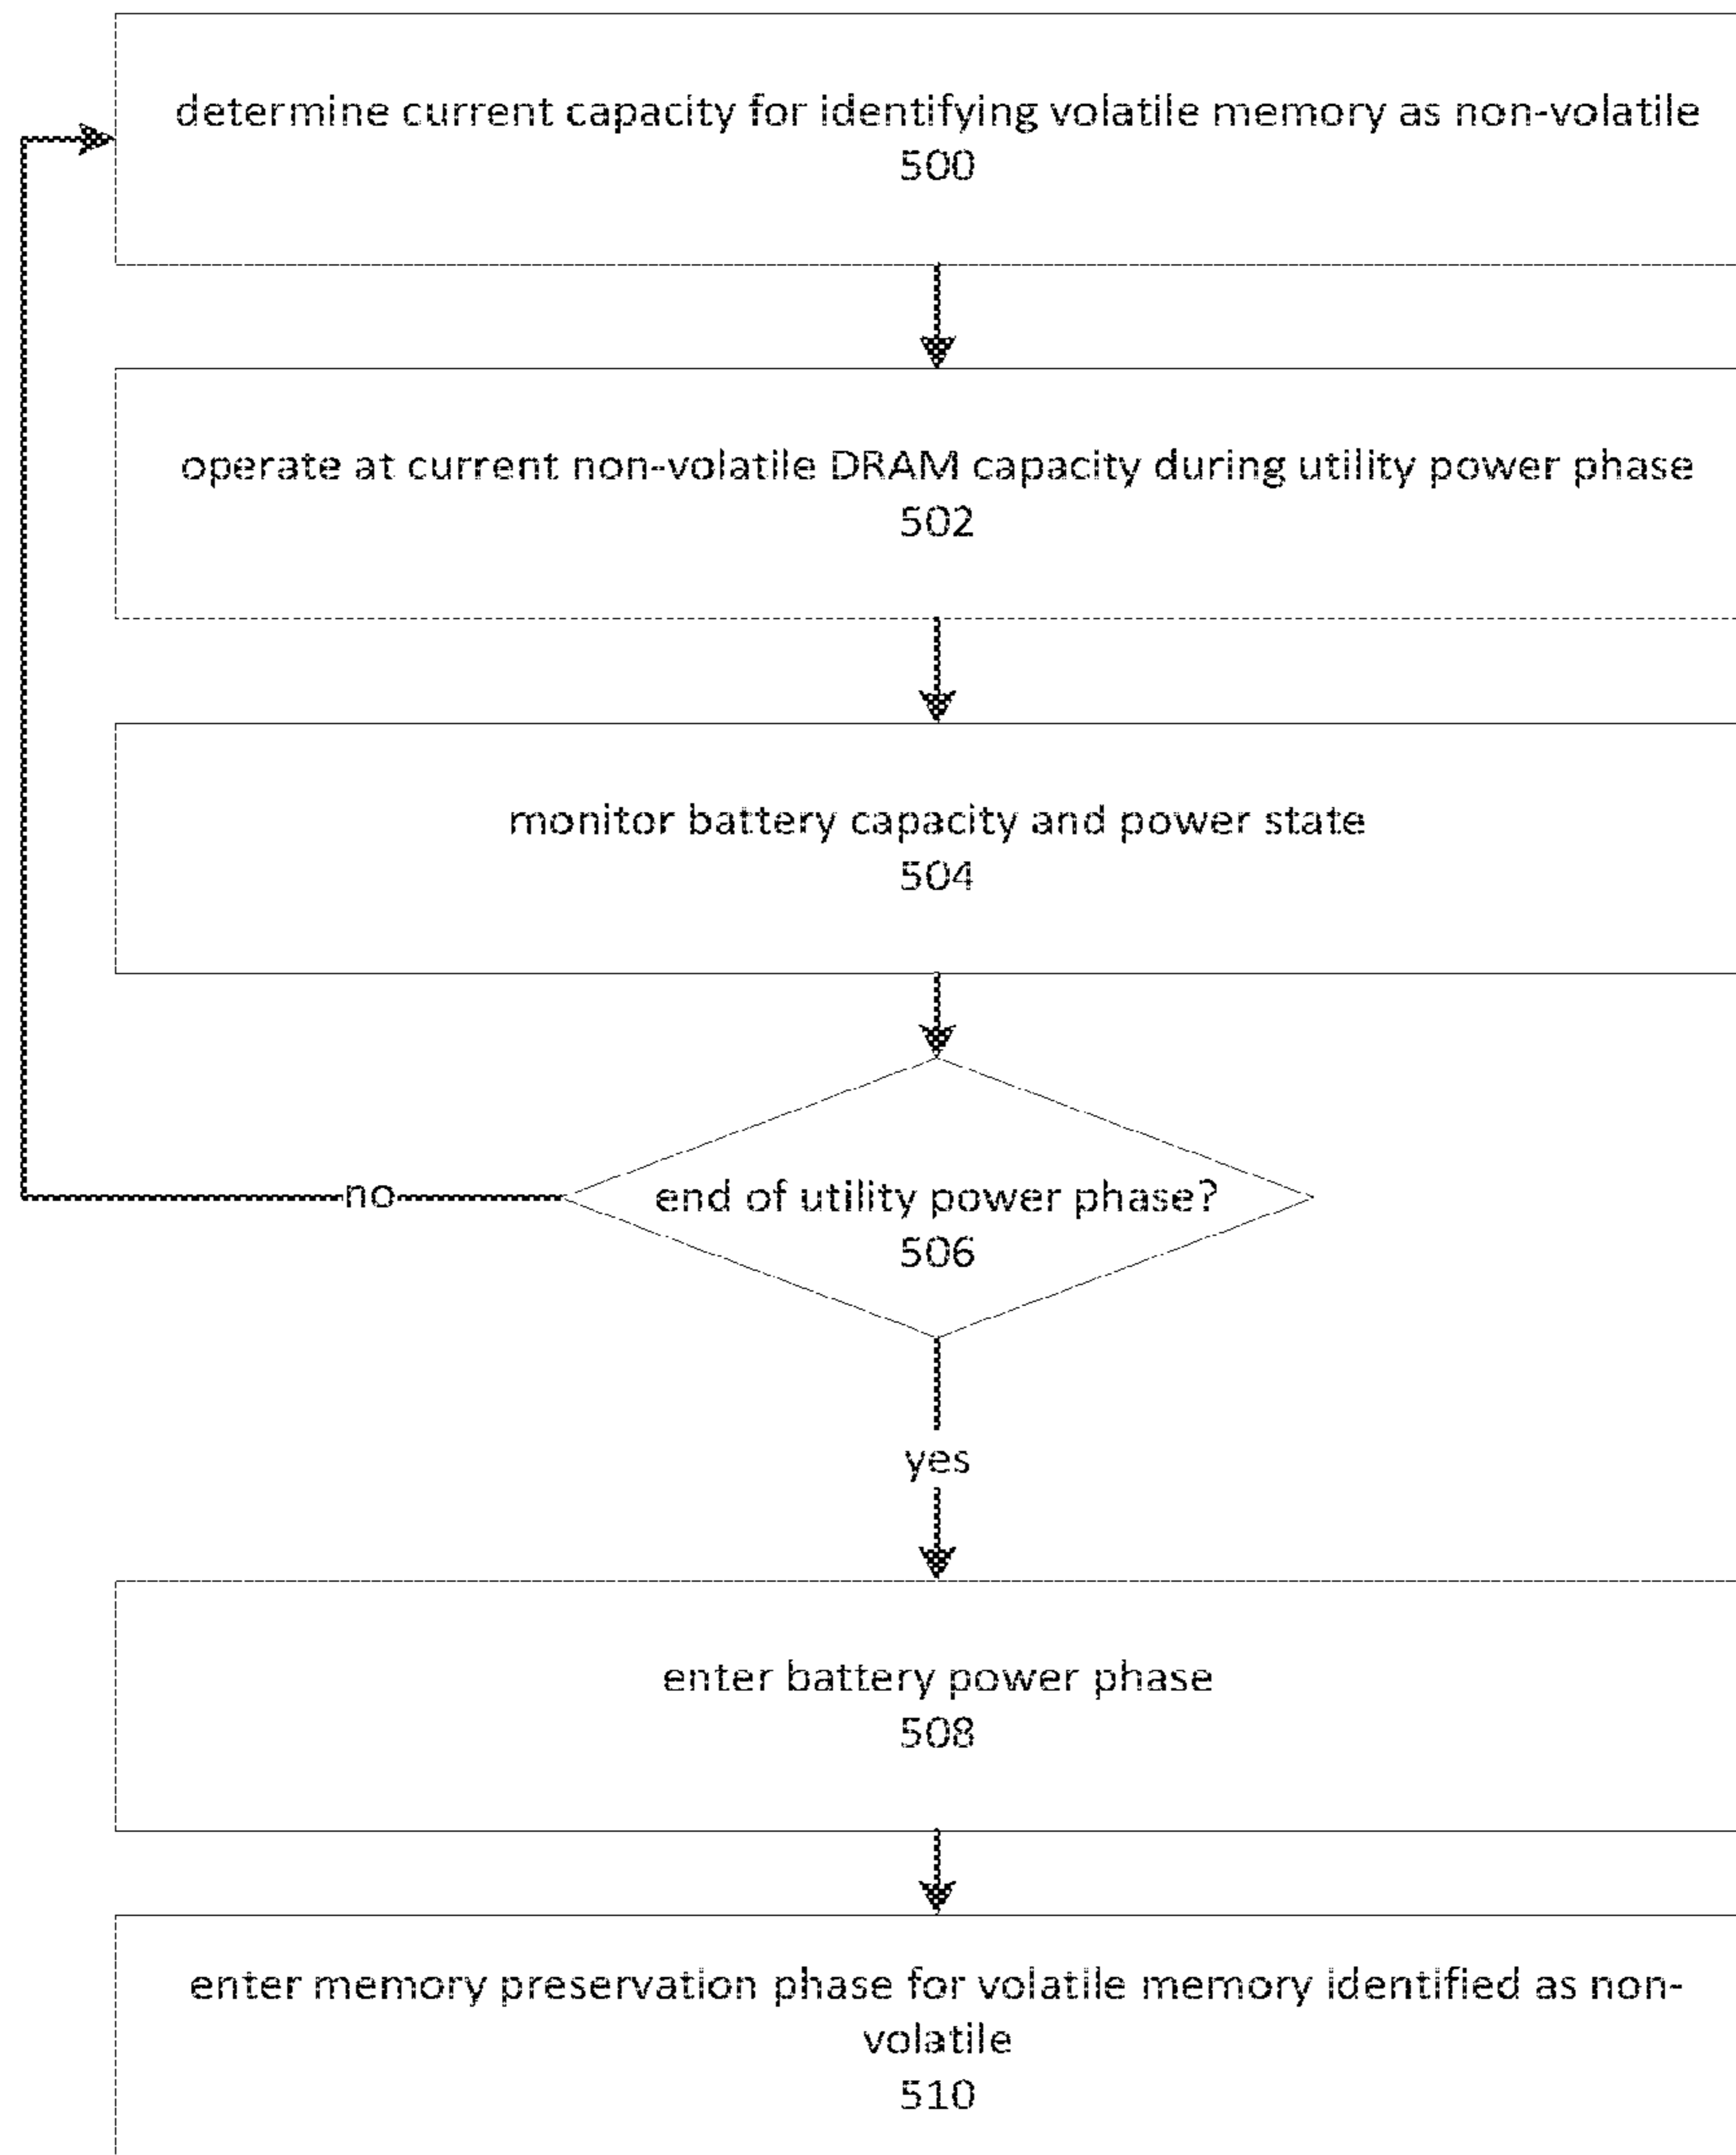 determine current capacity for identifying volatile memory as non-volatile
500
operate at current non-volatile DRAM capacity during utility power phase
502
monitor battery capacity and power state
504
end of utility power phase?
506
no
yes
enter battery power phase
508
enter memory preservation phase for volatile memory identified as non-
volatile
510